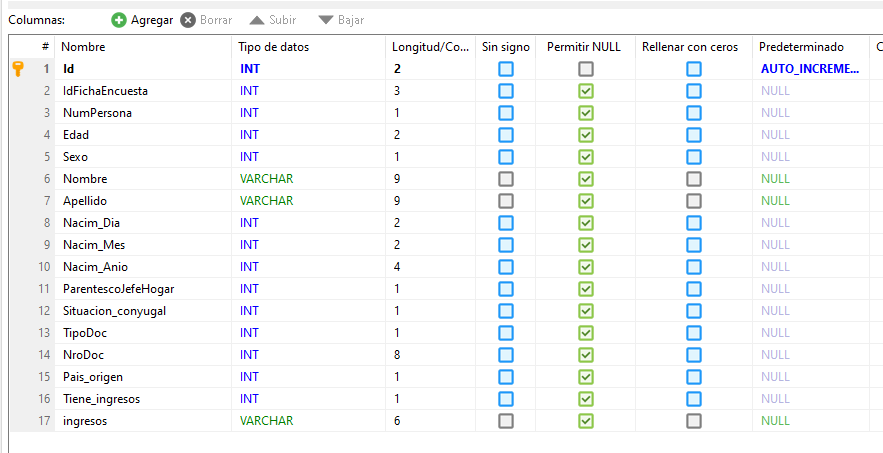 Columnas: Agregar Borrar Subir Bajar
# Nombre Tipo de datos Longitud/Co... Sin signo Permitir NULL Rellenar con ceros Predeterminado C
1 Id INT 2 AUTO_INCREME...
2 IdFichaEncuesta INT 3 NULL
3 NumPersona INT 1 NULL
4 Edad INT 2 NULL
5 Sexo INT 1 NULL
6 Nombre VARCHAR 9 NULL
7 Apellido VARCHAR 9 NULL
8 Nacim_Dia INT 2 NULL
9 Nacim_Mes INT 2 NULL
10 Nacim_Anio INT 4 NULL
11 ParentescoJefeHogar INT 1 NULL
12 Situacion_conyugal INT 1 NULL
13 TipoDoc INT 1 NULL
14 NroDoc INT 8 NULL
15 Pais_origen INT 1 NULL
16 Tiene_ingresos INT 1 NULL
17 ingresos VARCHAR 6 NULL